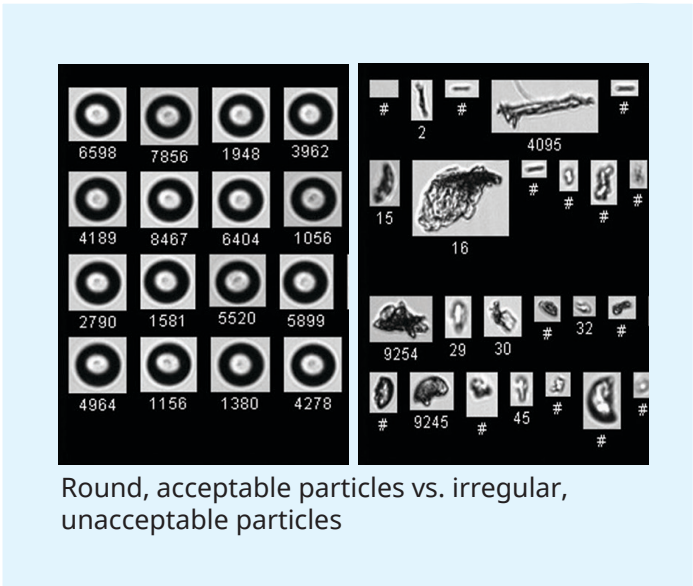 6598 7856 1948 3962
4189 8467 6404 1056
2790 1581 5520 5899
4964 1156 1380 4278
# 2 # 4095 #
15 16 # # # #
9254 29 30 # 32 #
# 9245 # 45 # # #
Round, acceptable particles vs. irregular,
unacceptable particles